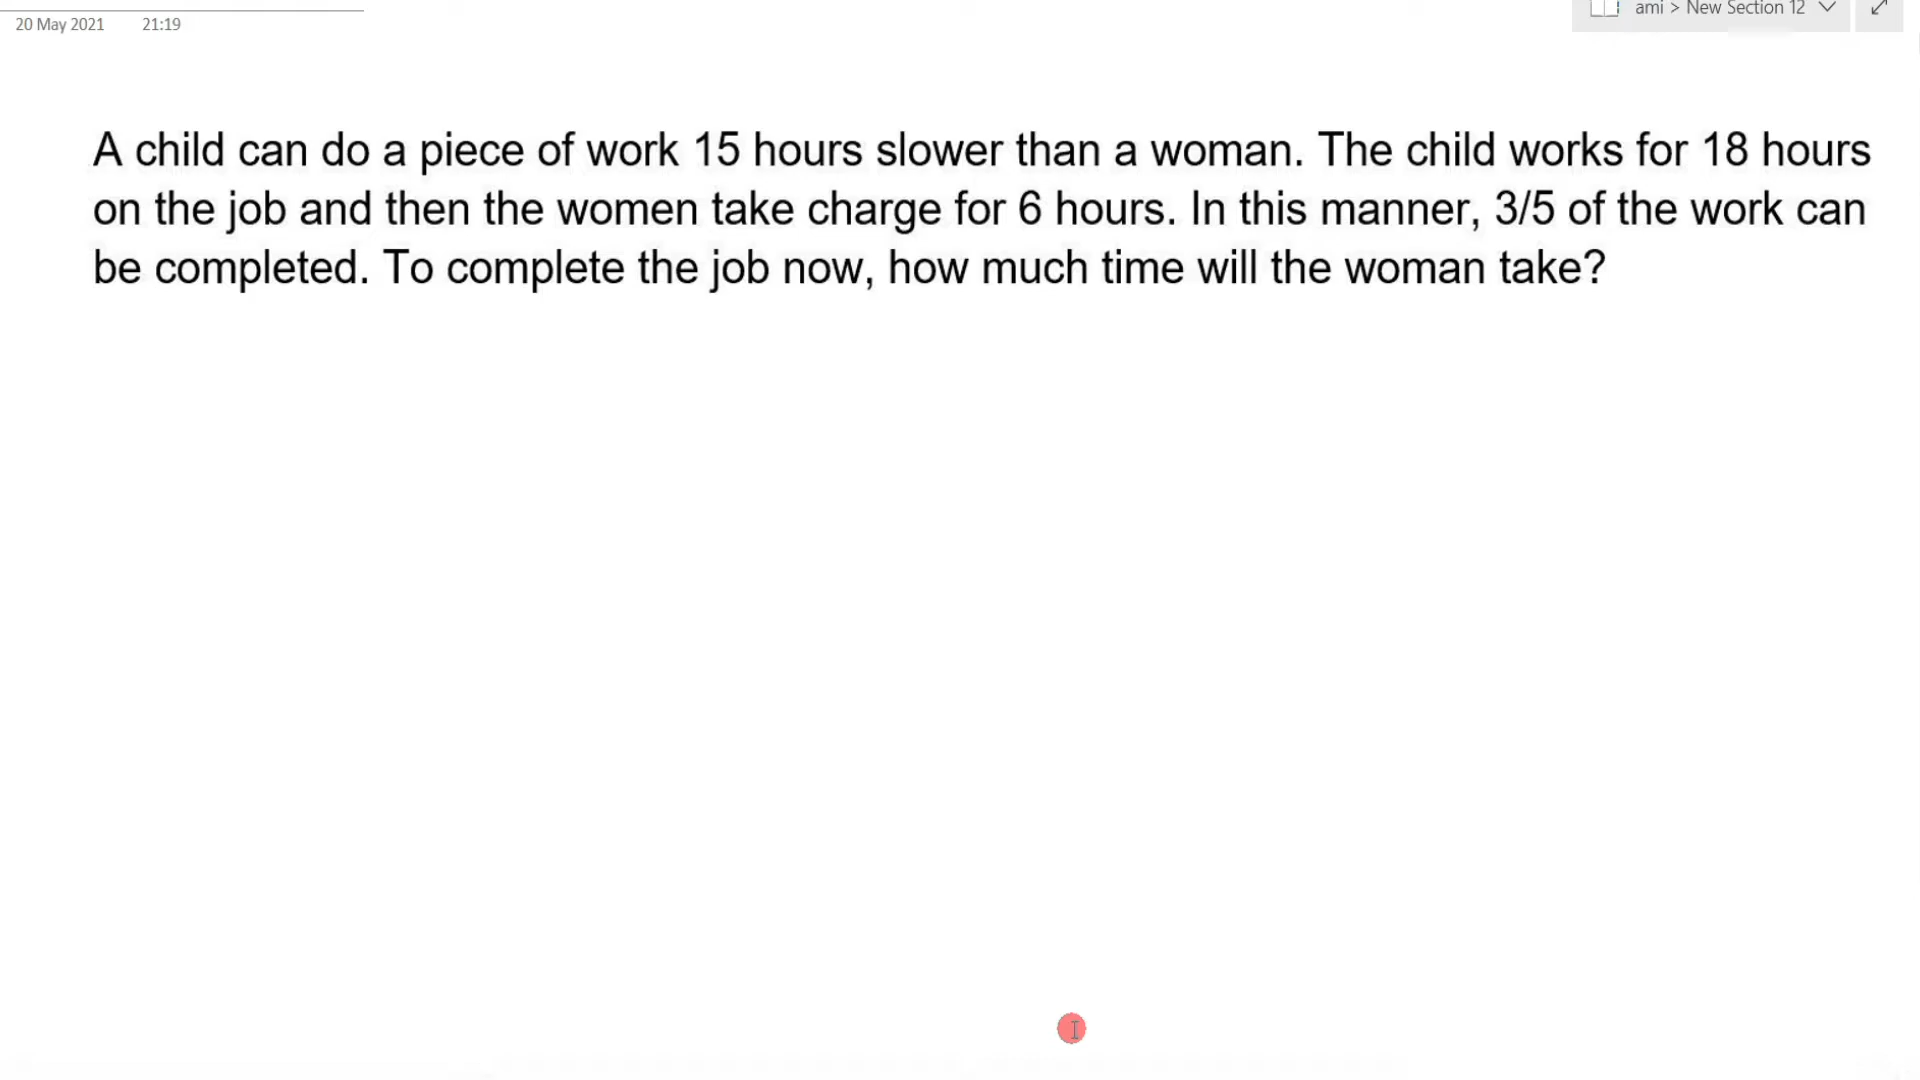 20 May 2021 21:19
ami > New Section 12
A child can do a piece of work 15 hours slower than a woman. The child works for 18 hours
on the job and then the women take charge for 6 hours. In this manner, 3/5 of the work can
be completed. To complete the job now, how much time will the woman take?